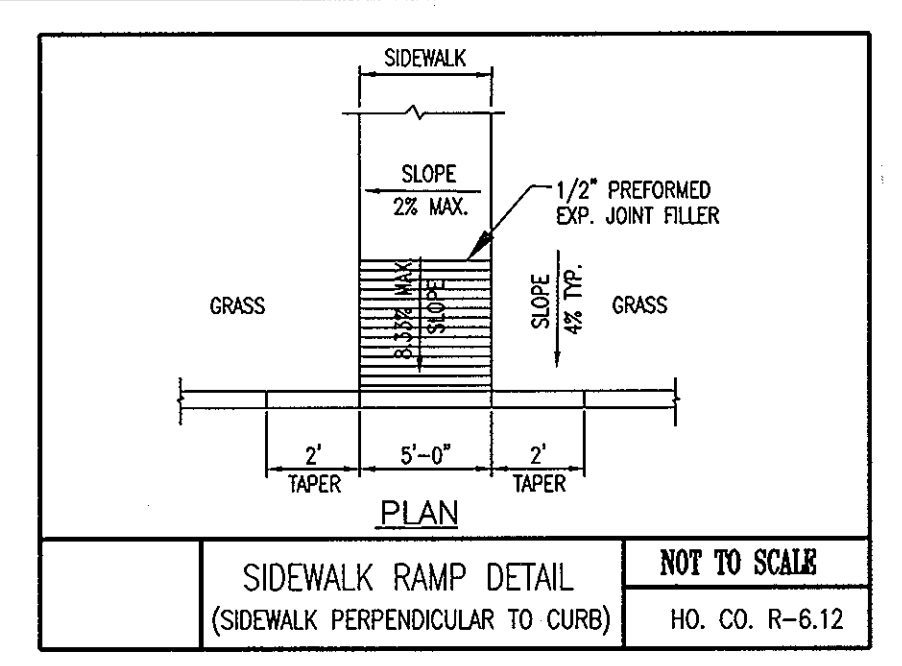 SIDEWALK
SLOPE
2% MAX.
1/2" PREFORMED
EXP. JOINT FILLER
8.33% MAX.
SLOPE
SLOPE
4% TYP.
GRASS
GRASS
2'
TAPER
5'-0"
2'
TAPER
PLAN
SIDEWALK RAMP DETAIL
(SIDEWALK PERPENDICULAR TO CURB)
NOT TO SCALE
HO. CO. R-6.12